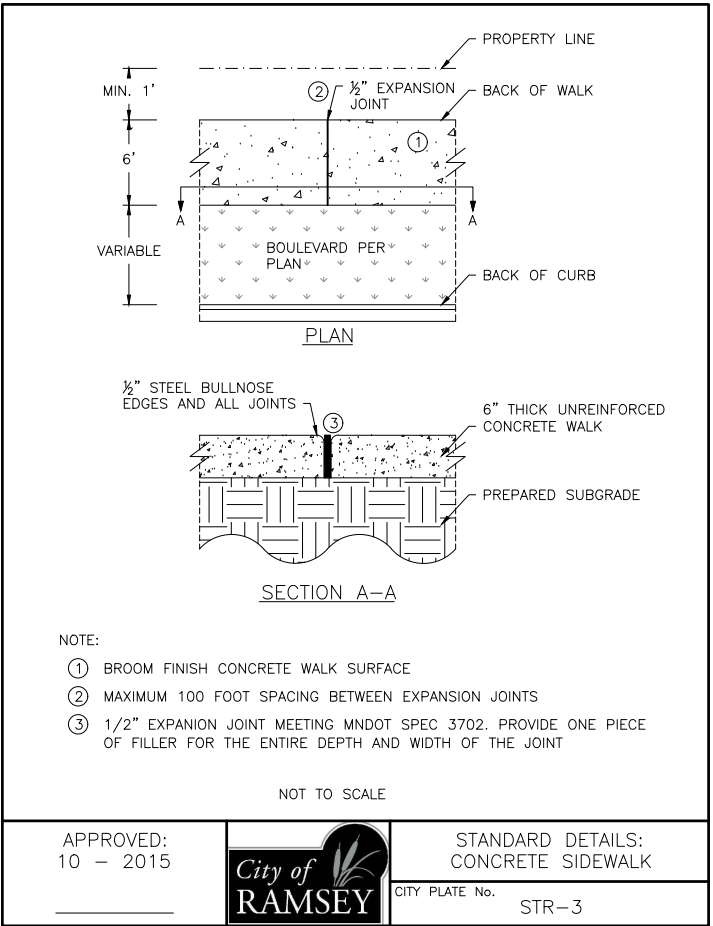 PROPERTY LINE
MIN. 1'
② ½" EXPANSION
JOINT
BACK OF WALK
①
6'
A
A
VARIABLE
BOULEVARD PER
PLAN
BACK OF CURB
PLAN
½" STEEL BULLNOSE
EDGES AND ALL JOINTS
③
6" THICK UNREINFORCED
CONCRETE WALK
PREPARED SUBGRADE
SECTION A-A
NOTE:
① BROOM FINISH CONCRETE WALK SURFACE
② MAXIMUM 100 FOOT SPACING BETWEEN EXPANSION JOINTS
③ 1/2" EXPANION JOINT MEETING MNDOT SPEC 3702. PROVIDE ONE PIECE
OF FILLER FOR THE ENTIRE DEPTH AND WIDTH OF THE JOINT
NOT TO SCALE
APPROVED:
10 - 2015
City of
RAMSEY
STANDARD DETAILS:
CONCRETE SIDEWALK
CITY PLATE No.
STR-3